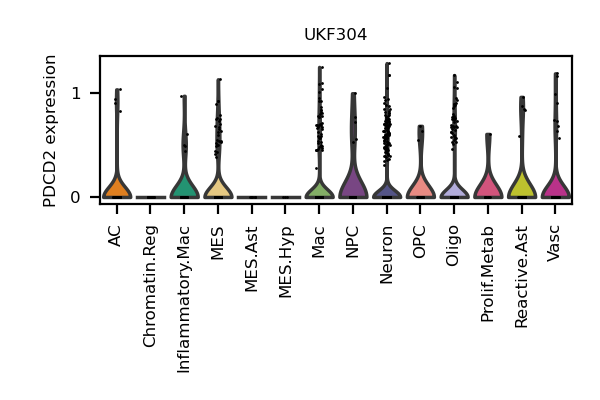 UKF304
PDCD2 expression
1
0
AC
Chromatin.Reg
Inflammatory.Mac
MES
MES.Ast
MES.Hyp
Mac
NPC
Neuron
OPC
Oligo
Prolif.Metab
Reactive.Ast
Vasc